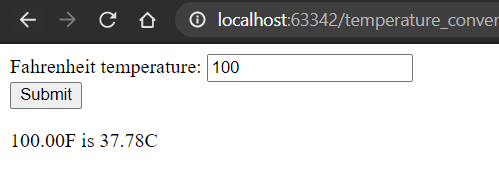 localhost:63342/temperature_conver
Fahrenheit temperature: 100
Submit
100.00F is 37.78C